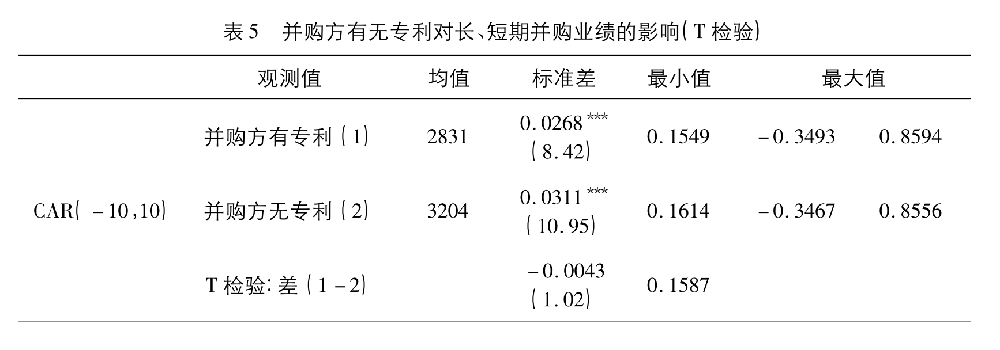 表5 并购方有无专利对长、短期并购业绩的影响(T检验)
观测值 均值 标准差 最小值 最大值
0.0268***
并购方有专利(1) 2831 0.1549 -0.3493 0.8594
(8.42)
0.0311***
CAR(-10,10) 并购方无专利(2) 3204 0.1614 -0.3467 0.8556
(10.95)
-0.0043
T检验:差(1-2) 0.1587
(1.02)